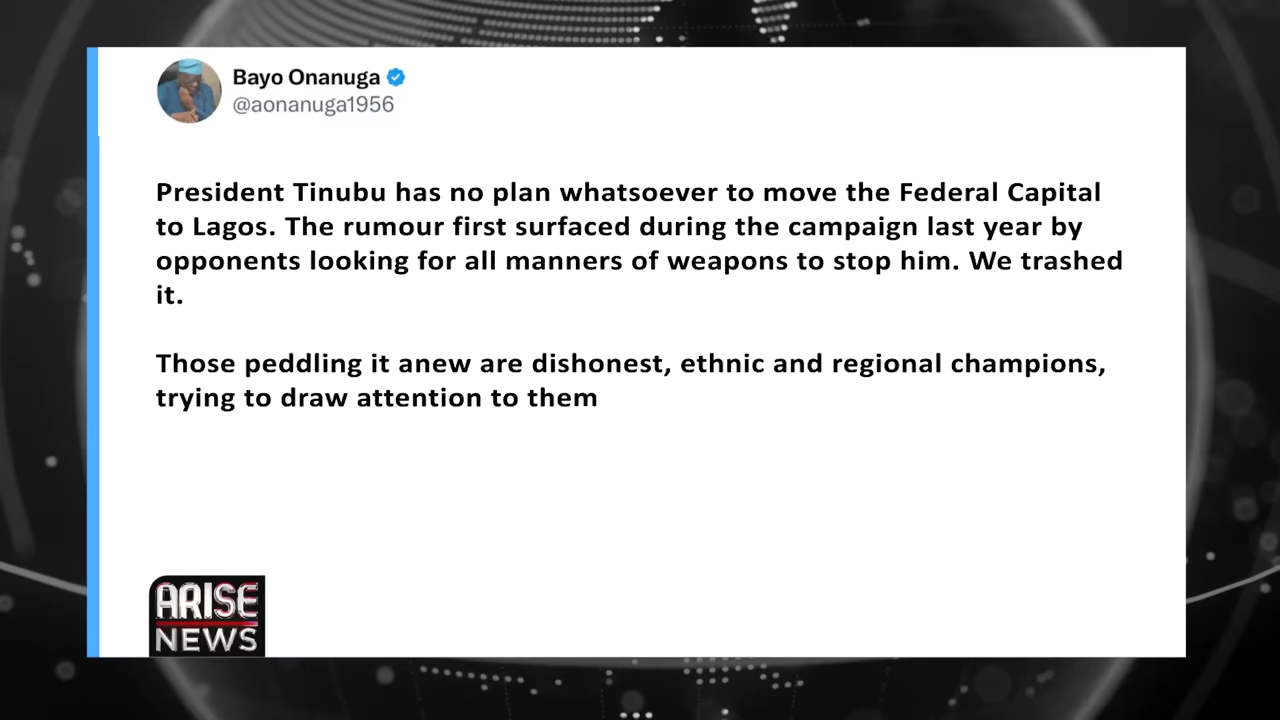 Bayo Onanuga
@aonanuga1956
President Tinubu has no plan whatsoever to move the Federal Capital
to Lagos. The rumour first surfaced during the campaign last year by
opponents looking for all manners of weapons to stop him. We trashed
it.
Those peddling it anew are dishonest, ethnic and regional champions,
trying to draw attention to them
ARISE
NEWS